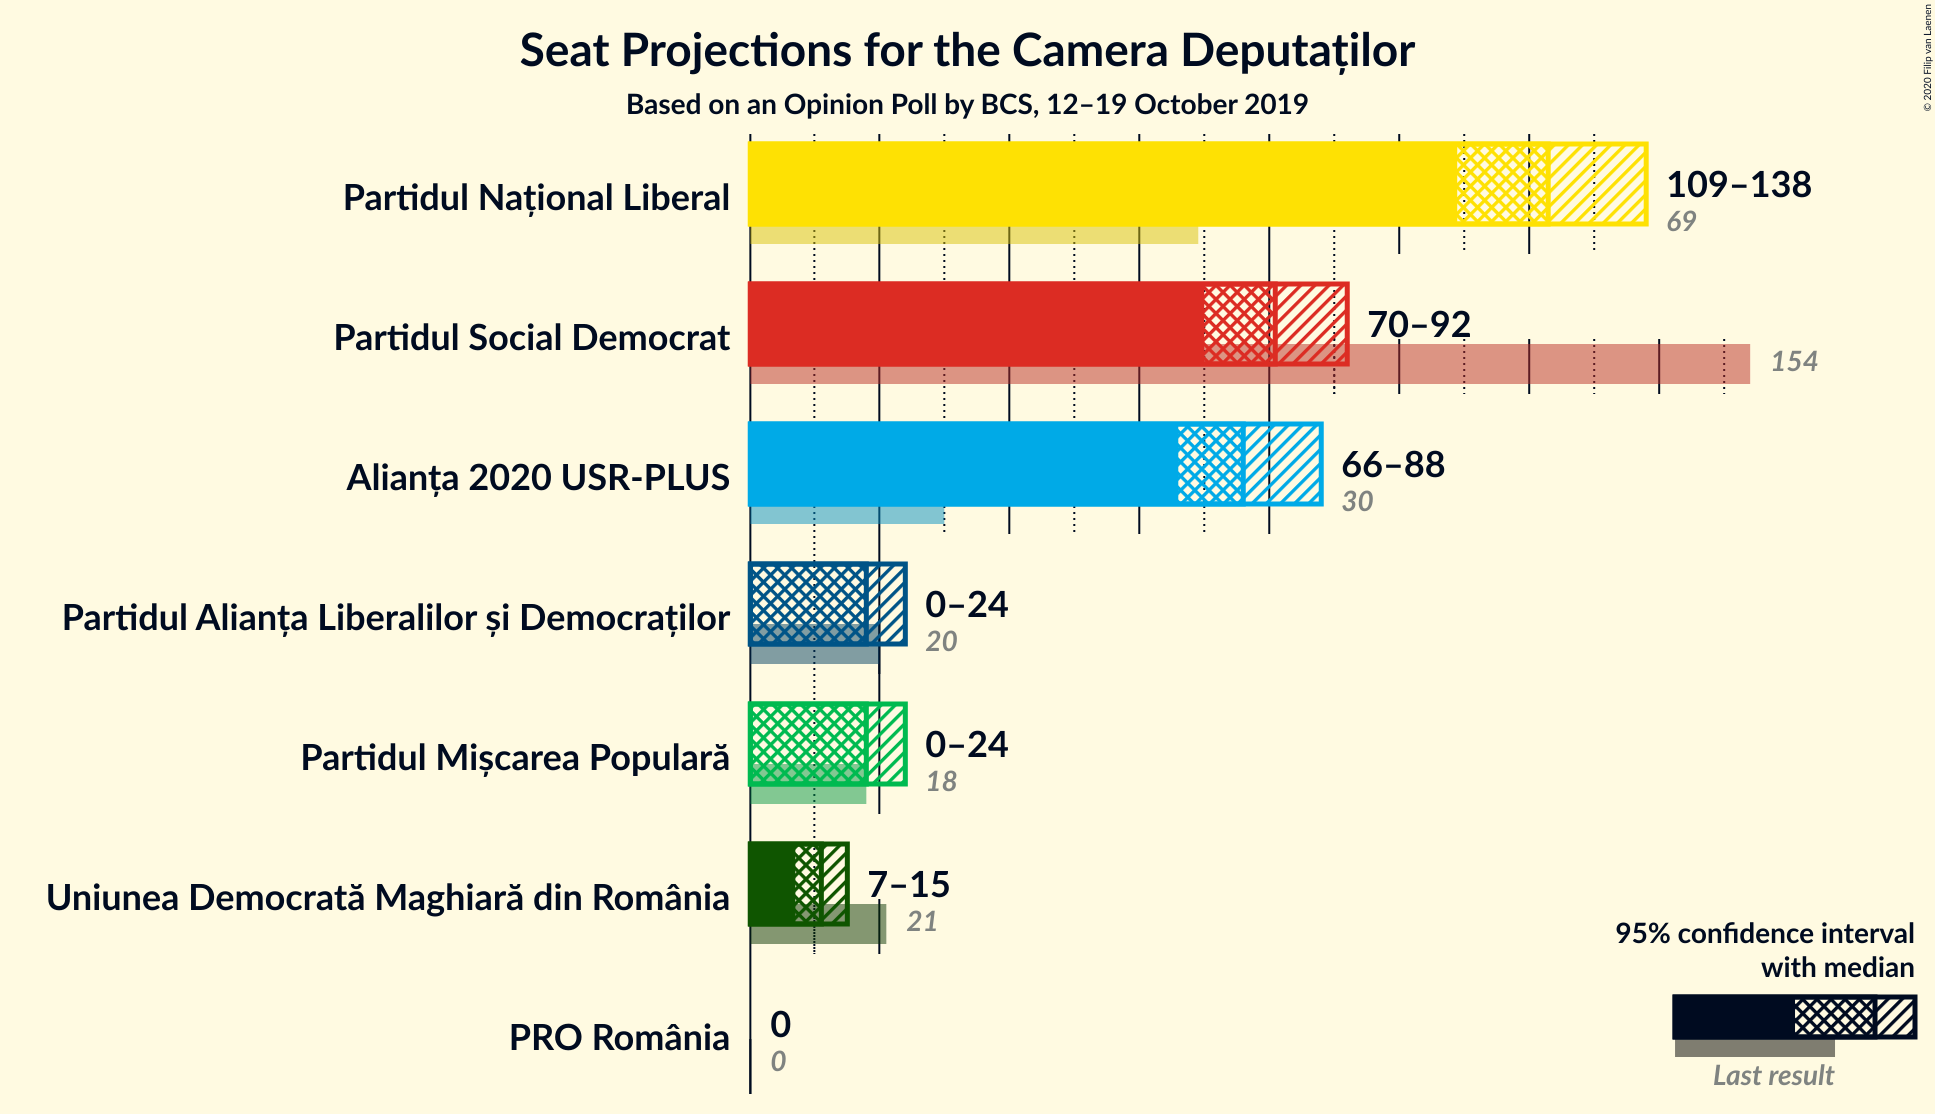 Seat Projections for the Camera Deputaților
Based on an Opinion Poll by BCS, 12–19 October 2019
© 2020 Filip van Laenen
Partidul Național Liberal
109–138
69
Partidul Social Democrat
70–92
154
Alianța 2020 USR-PLUS
66–88
30
Partidul Alianța Liberalilor și Democraților
0–24
20
Partidul Mișcarea Populară
0–24
18
Uniunea Democrată Maghiară din România
7–15
21
PRO România
0
0
95% confidence interval
with median
Last result